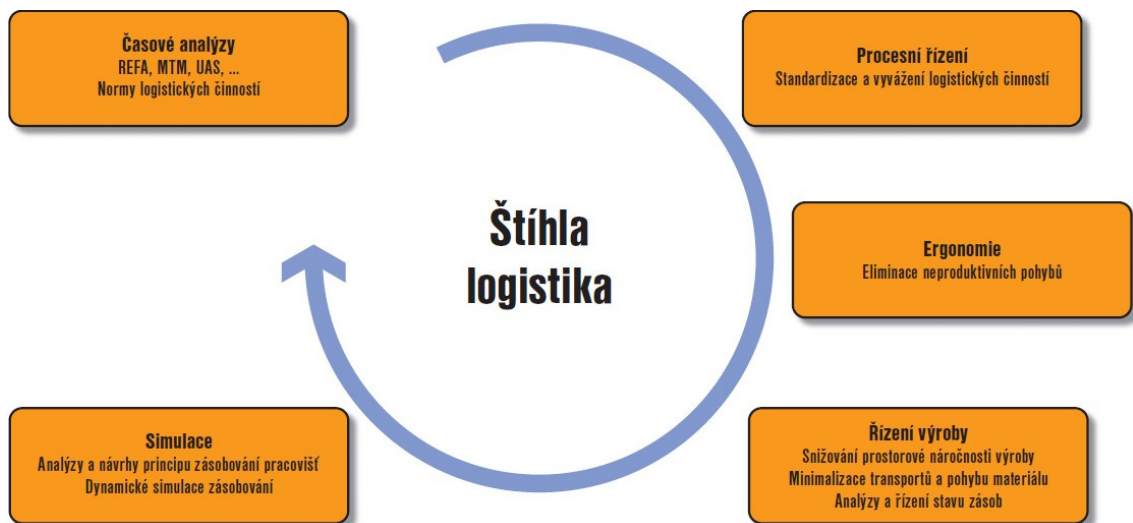 Časové analýzy
REFA, MTM, UAS, ...
Normy logistických činností
Procesní řízení
Standardizace a vyvážení logistických činností
Štíhla
logistika
Ergonomie
Eliminace neproduktivních pohybů
Simulace
Analýzy a návrhy principu zásobování pracovišť
Dynamické simulace zásobování
Řízení výroby
Snižování prostorové náročnosti výroby
Minimalizace transportů a pohybu materiálu
Analýzy a řízení stavu zásob